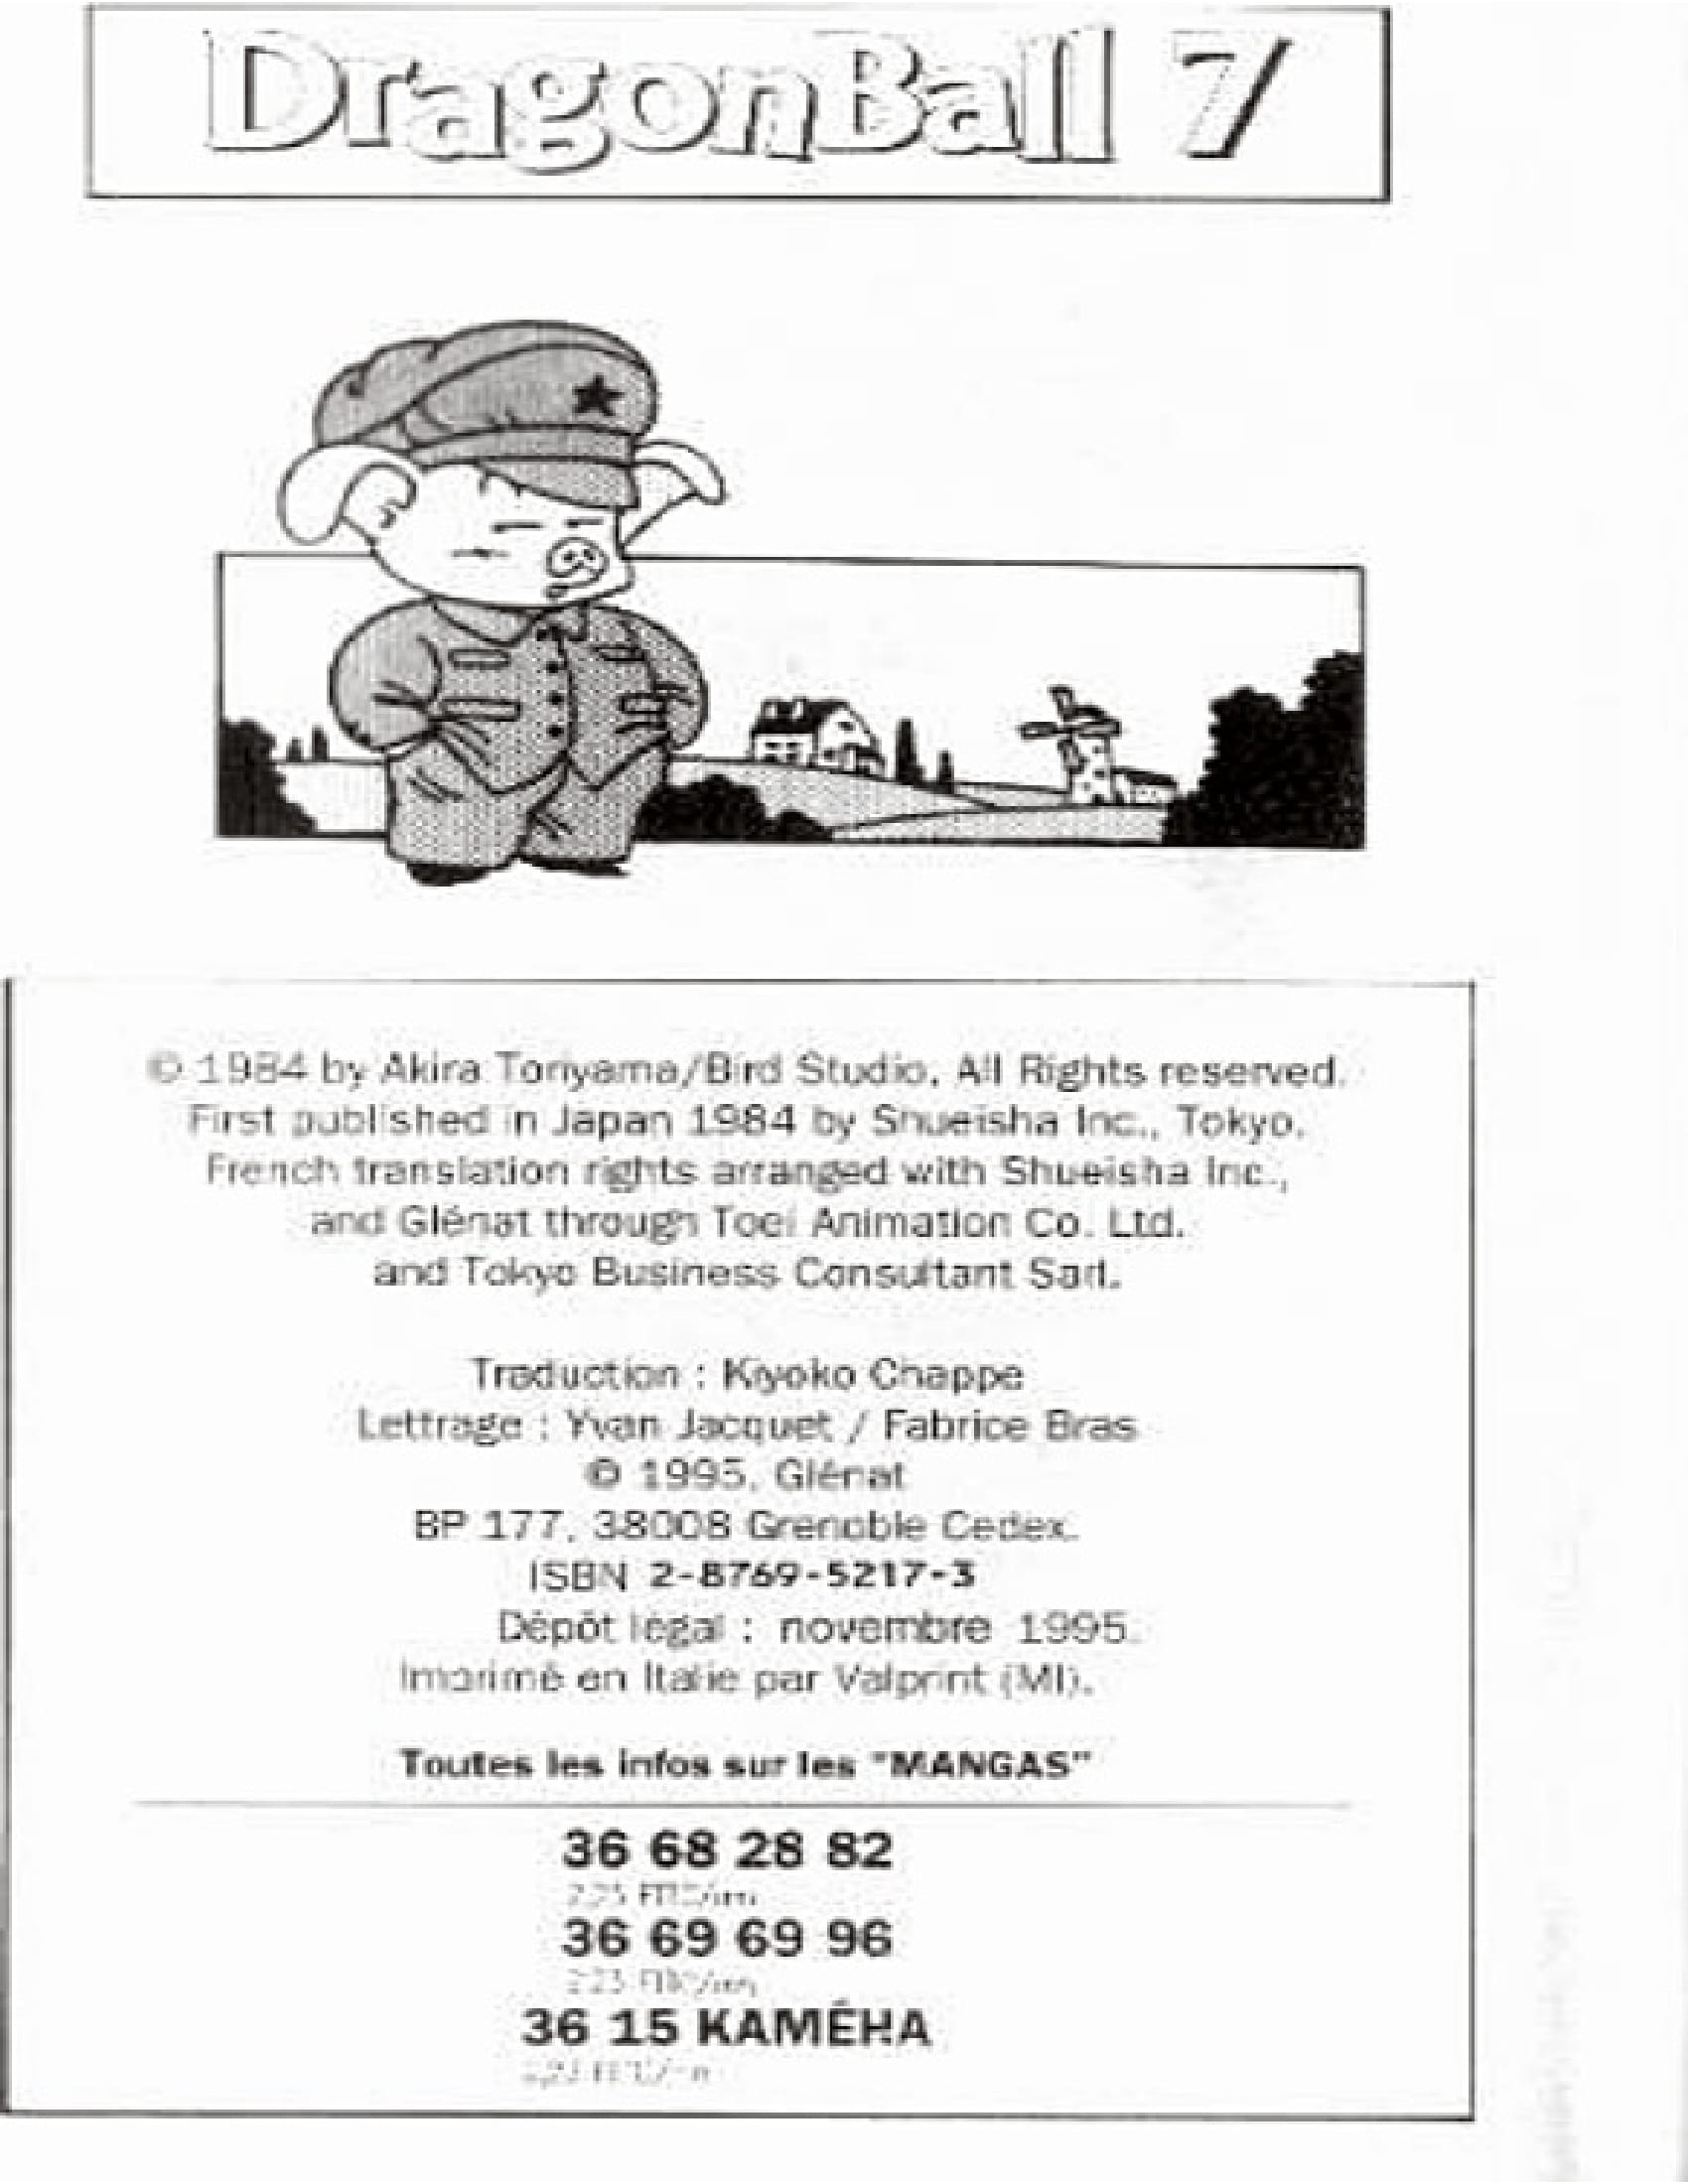 DragonBall 7
© 1984 by Akira Toriyama/Bird Studio. All Rights reserved.
First published in Japan 1984 by Shueisha Inc., Tokyo.
French translation rights arranged with Shueisha Inc.,
and Glénat through Toei Animation Co. Ltd.
and Tokyo Business Consultant Sarl.
Traduction : Kiyoko Chappe
Lettrage : Yvan Jacquet / Fabrice Bras
© 1995, Glénat
BP 177, 38008 Grenoble Cedex.
ISBN 2-8769-5217-3
Dépôt légal : novembre 1995.
Imprimé en Italie par Valprint (MI).
Toutes les infos sur les "MANGAS"
36 68 28 82
36 69 69 96
36 15 KAMÉHA